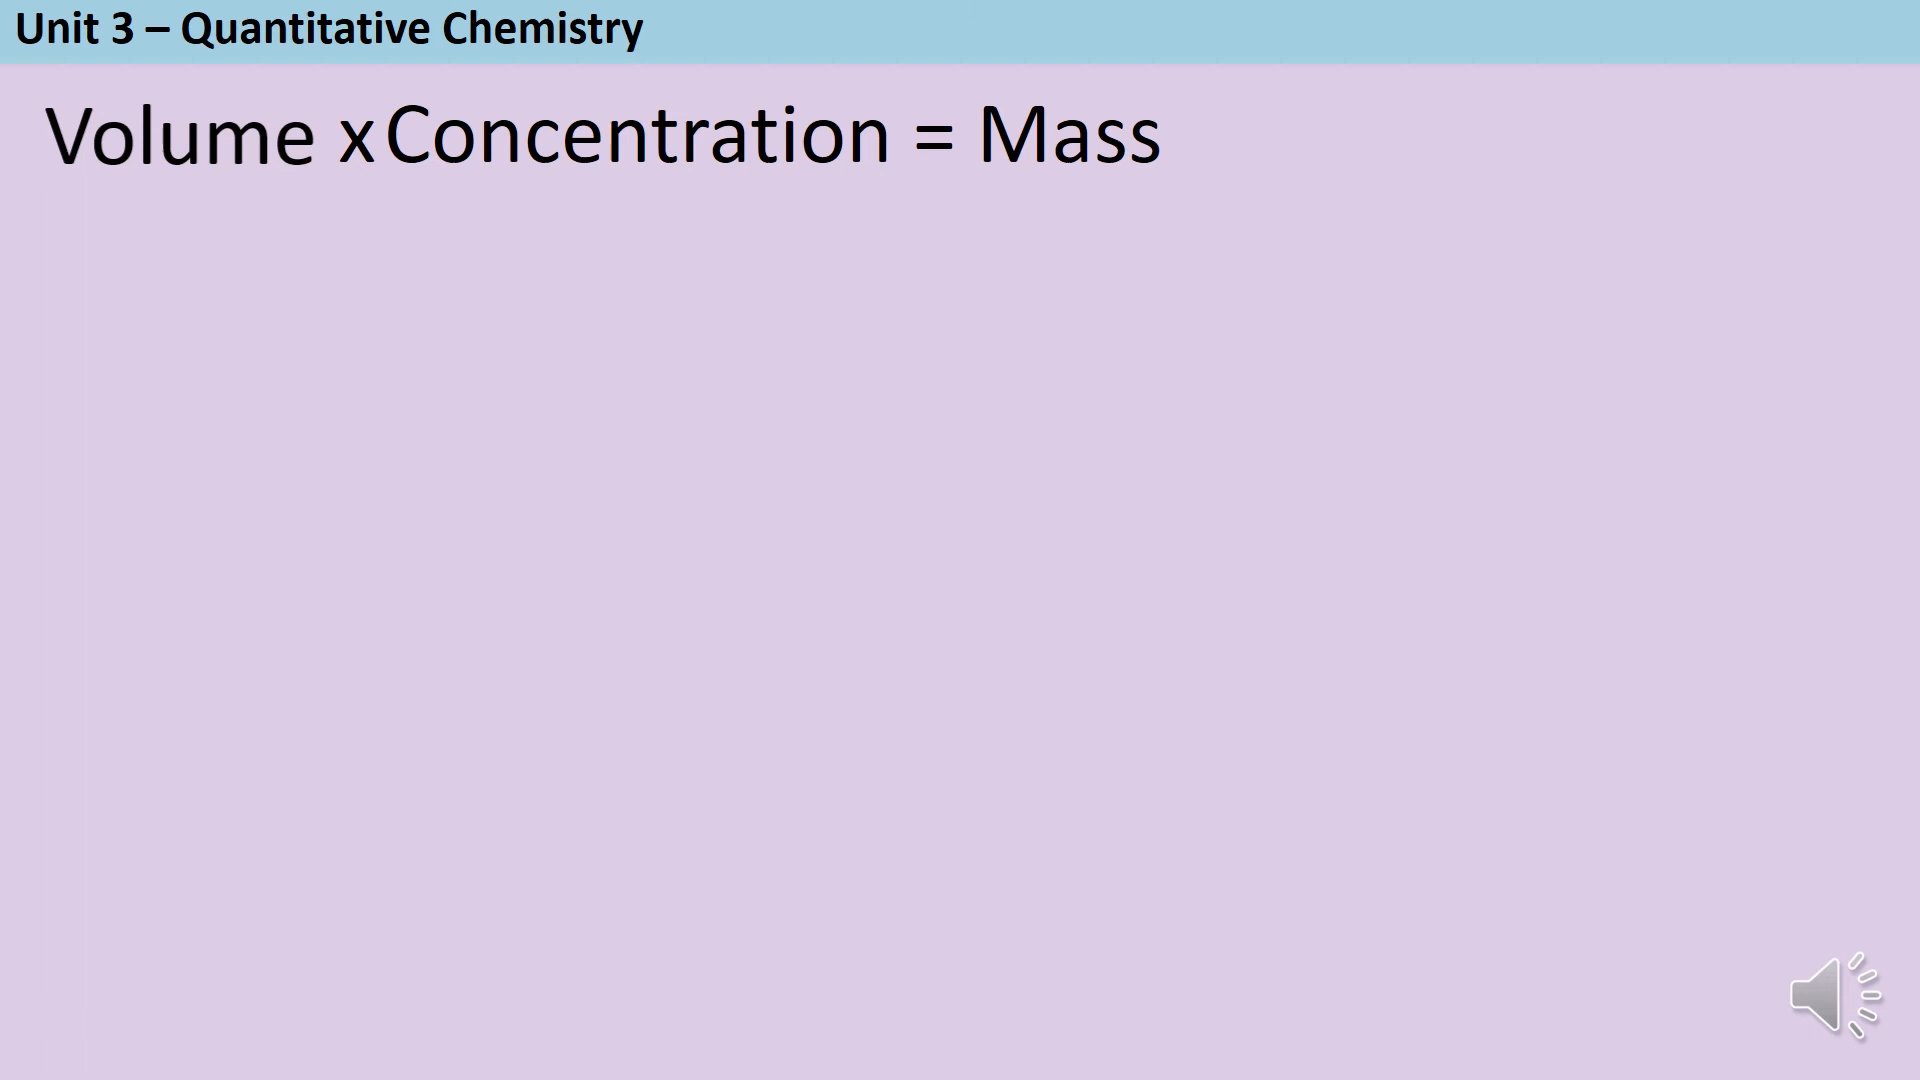 Unit 3 – Quantitative Chemistry
Volume x Concentration = Mass